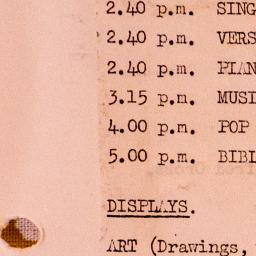 2.40 p.m. SING
2.40 p.m. VERS
2.40 p.m. PIAN
3.15 p.m. MUSI
4.00 p.m. POP
5.00 p.m. BIBL
DISPLAYS.
ART (Drawings,